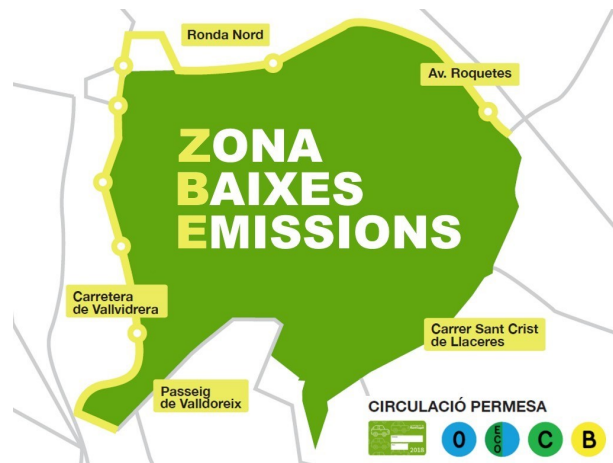 Ronda Nord
Av. Roquetes
ZONA
BAIXES
EMISSIONS
Carretera
de Vallvidrera
Carrer Sant Crist
de Llaceres
Passeig
de Valldoreix
CIRCULACIÓ PERMESA
2018
0
ECO
C
B